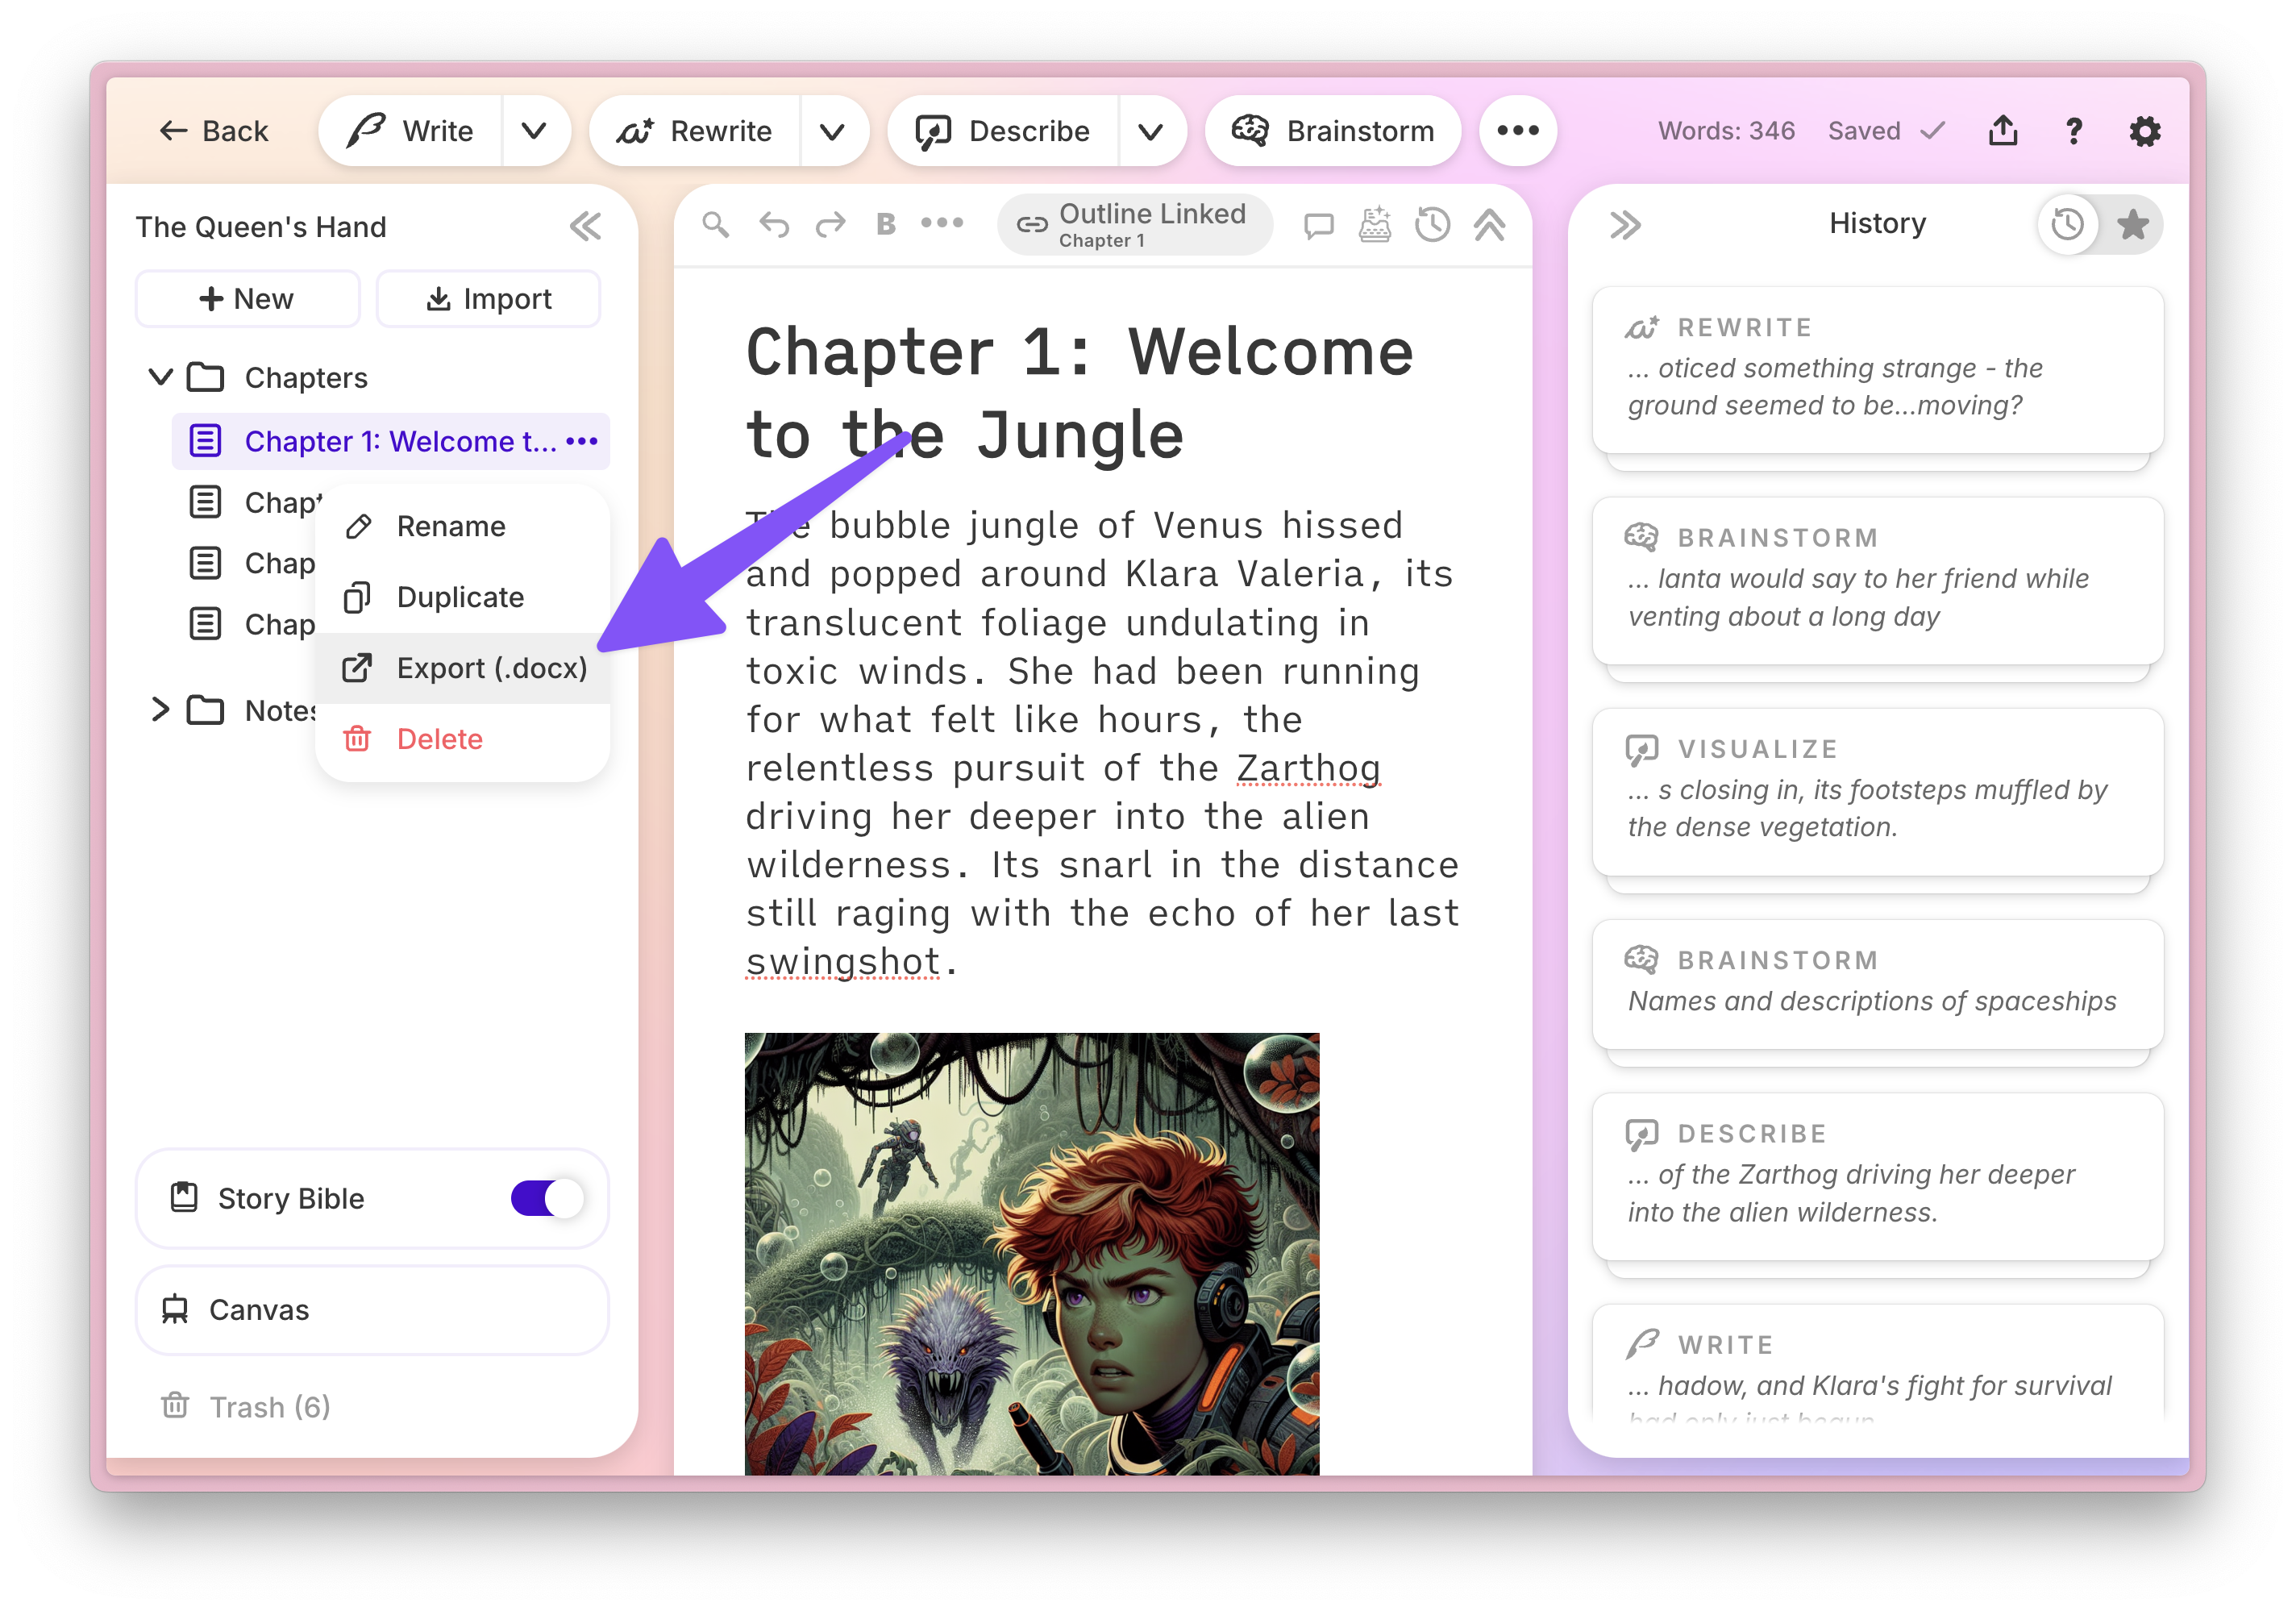 Back
Write
Rewrite
Describe
Brainstorm
Words: 346
Saved
The Queen's Hand
New
Import
Chapters
Chapter 1: Welcome t...
Rename
Duplicate
Export (.docx)
Delete
Story Bible
Canvas
Trash (6)
B
Outline Linked
Chapter 1
Chapter 1: Welcome
to the Jungle
The bubble jungle of Venus hissed
and popped around Klara Valeria, its
translucent foliage undulating in
toxic winds. She had been running
for what felt like hours, the
relentless pursuit of the Zarthog
driving her deeper into the alien
wilderness. Its snarl in the distance
still raging with the echo of her last
swingshot.
History
REWRITE
... oticed something strange - the
ground seemed to be...moving?
BRAINSTORM
... lanta would say to her friend while
venting about a long day
VISUALIZE
... s closing in, its footsteps muffled by
the dense vegetation.
BRAINSTORM
Names and descriptions of spaceships
DESCRIBE
... of the Zarthog driving her deeper
into the alien wilderness.
WRITE
... hadow, and Klara's fight for survival
had only just begun